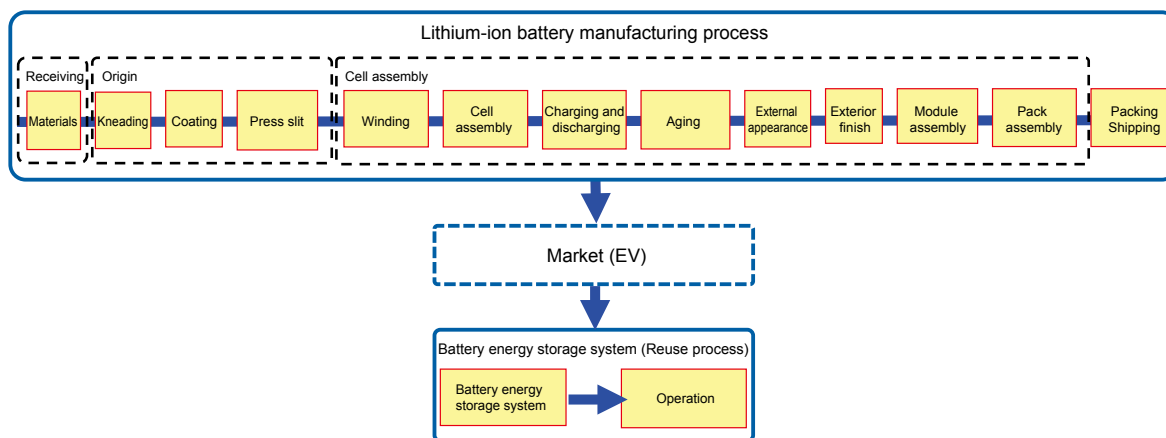 Lithium-ion battery manufacturing process
Receiving
Origin
Cell assembly
Materials
Kneading
Coating
Press slit
Winding
Cell
assembly
Charging and
discharging
Aging
External
appearance
Exterior
finish
Module
assembly
Pack
assembly
Packing
Shipping
Market (EV)
Battery energy storage system (Reuse process)
Battery energy
storage system
Operation